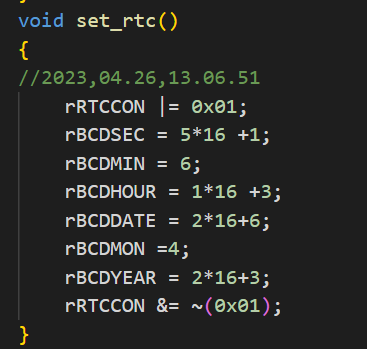 void set_rtc()
{
//2023,04.26,13.06.51
rRTCCON |= 0x01;
rBCDSEC = 5*16 +1;
rBCDMIN = 6;
rBCDHOUR = 1*16 +3;
rBCDDATE = 2*16+6;
rBCDMON =4;
rBCDYEAR = 2*16+3;
rRTCCON &= ~(0x01);
}